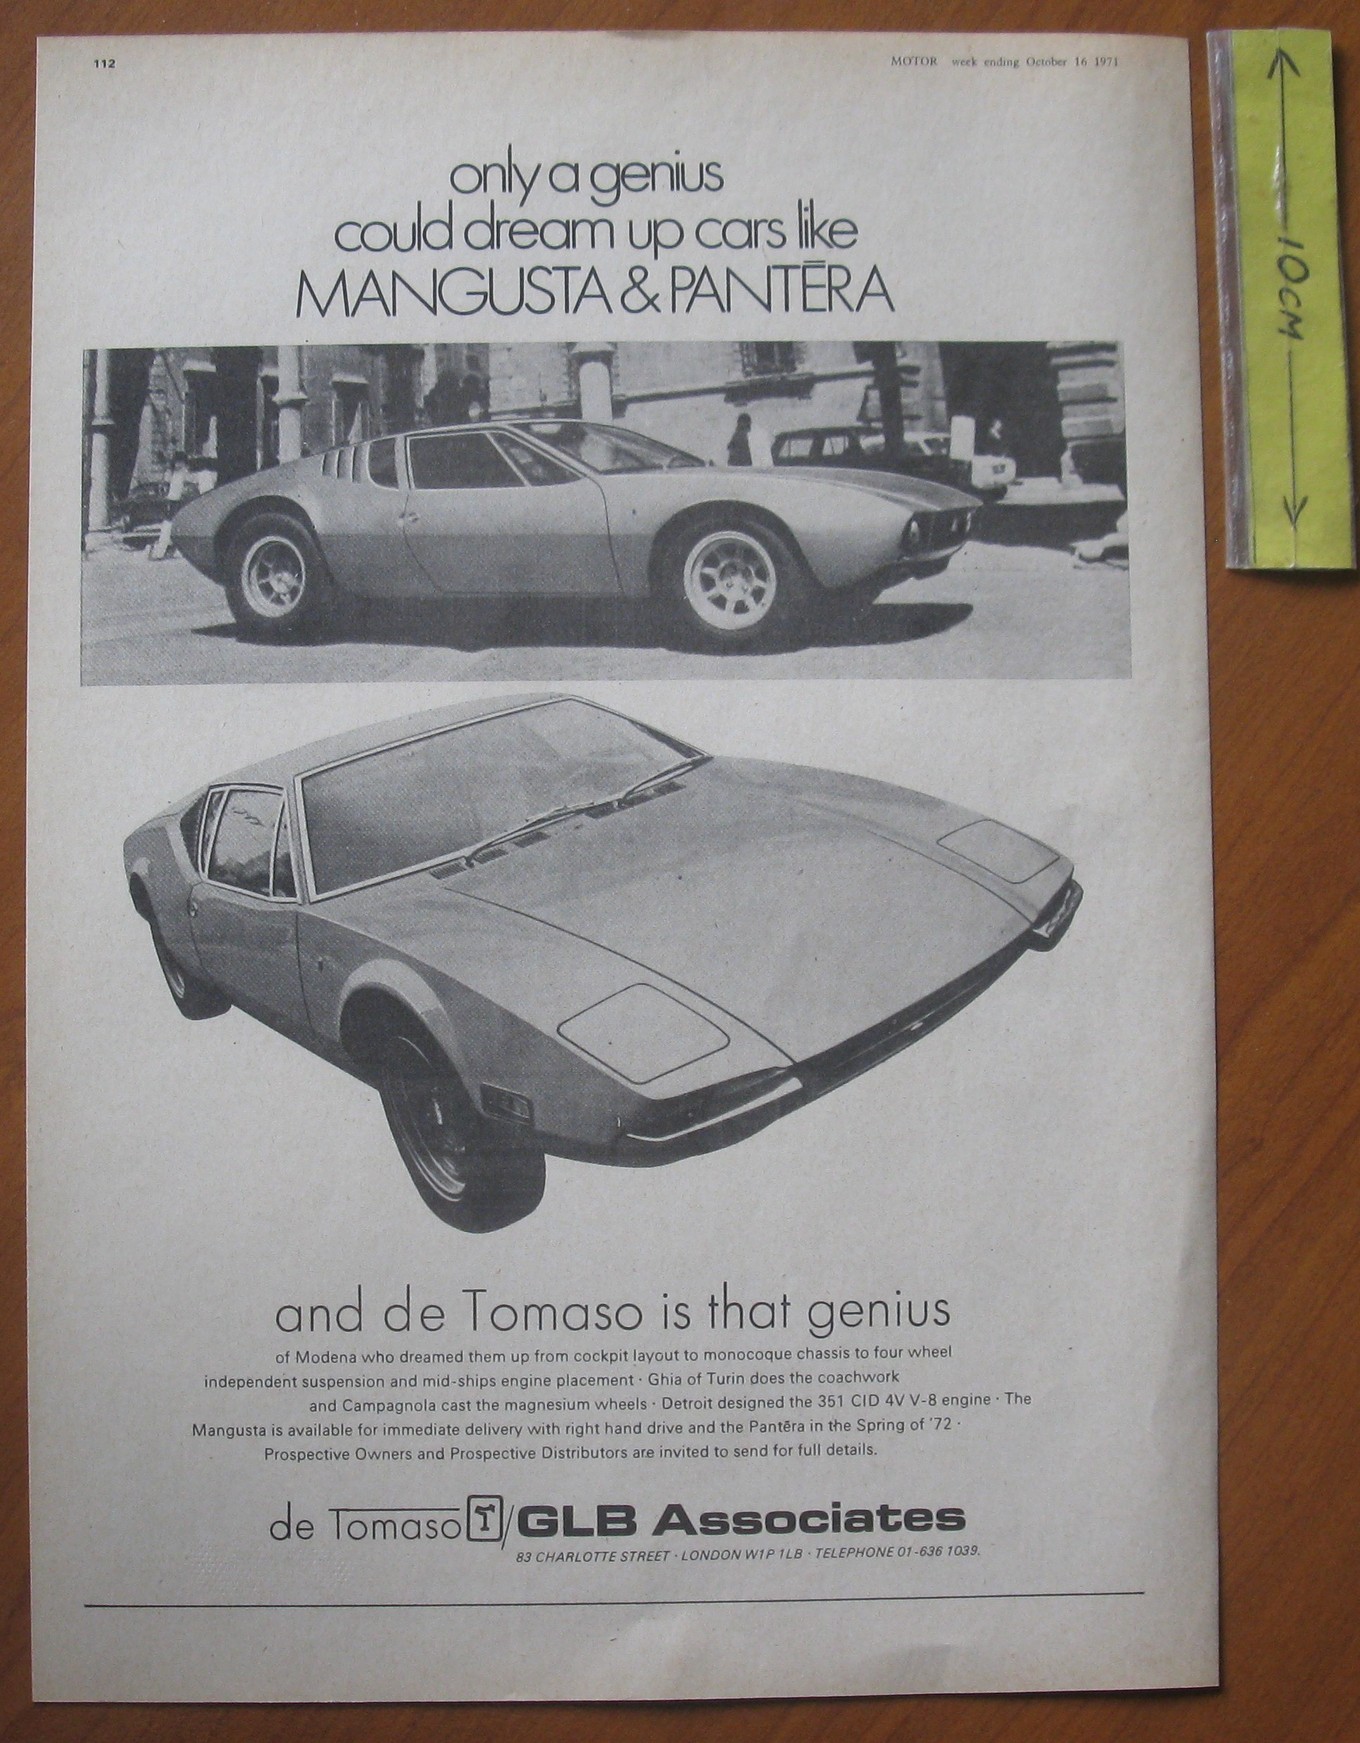 112
MOTOR week ending October 16 1971
only a genius
could dream up cars like
MANGUSTA & PANTĒRA
and de Tomaso is that genius
of Modena who dreamed them up from cockpit layout to monocoque chassis to four wheel
independent suspension and mid-ships engine placement · Ghia of Turin does the coachwork
and Campagnola cast the magnesium wheels · Detroit designed the 351 CID 4V V-8 engine · The
Mangusta is available for immediate delivery with right hand drive and the Pantēra in the Spring of '72 ·
Prospective Owners and Prospective Distributors are invited to send for full details.
de Tomaso T/GLB Associates
83 CHARLOTTE STREET · LONDON W1P 1LB · TELEPHONE 01-636 1039.
10CM